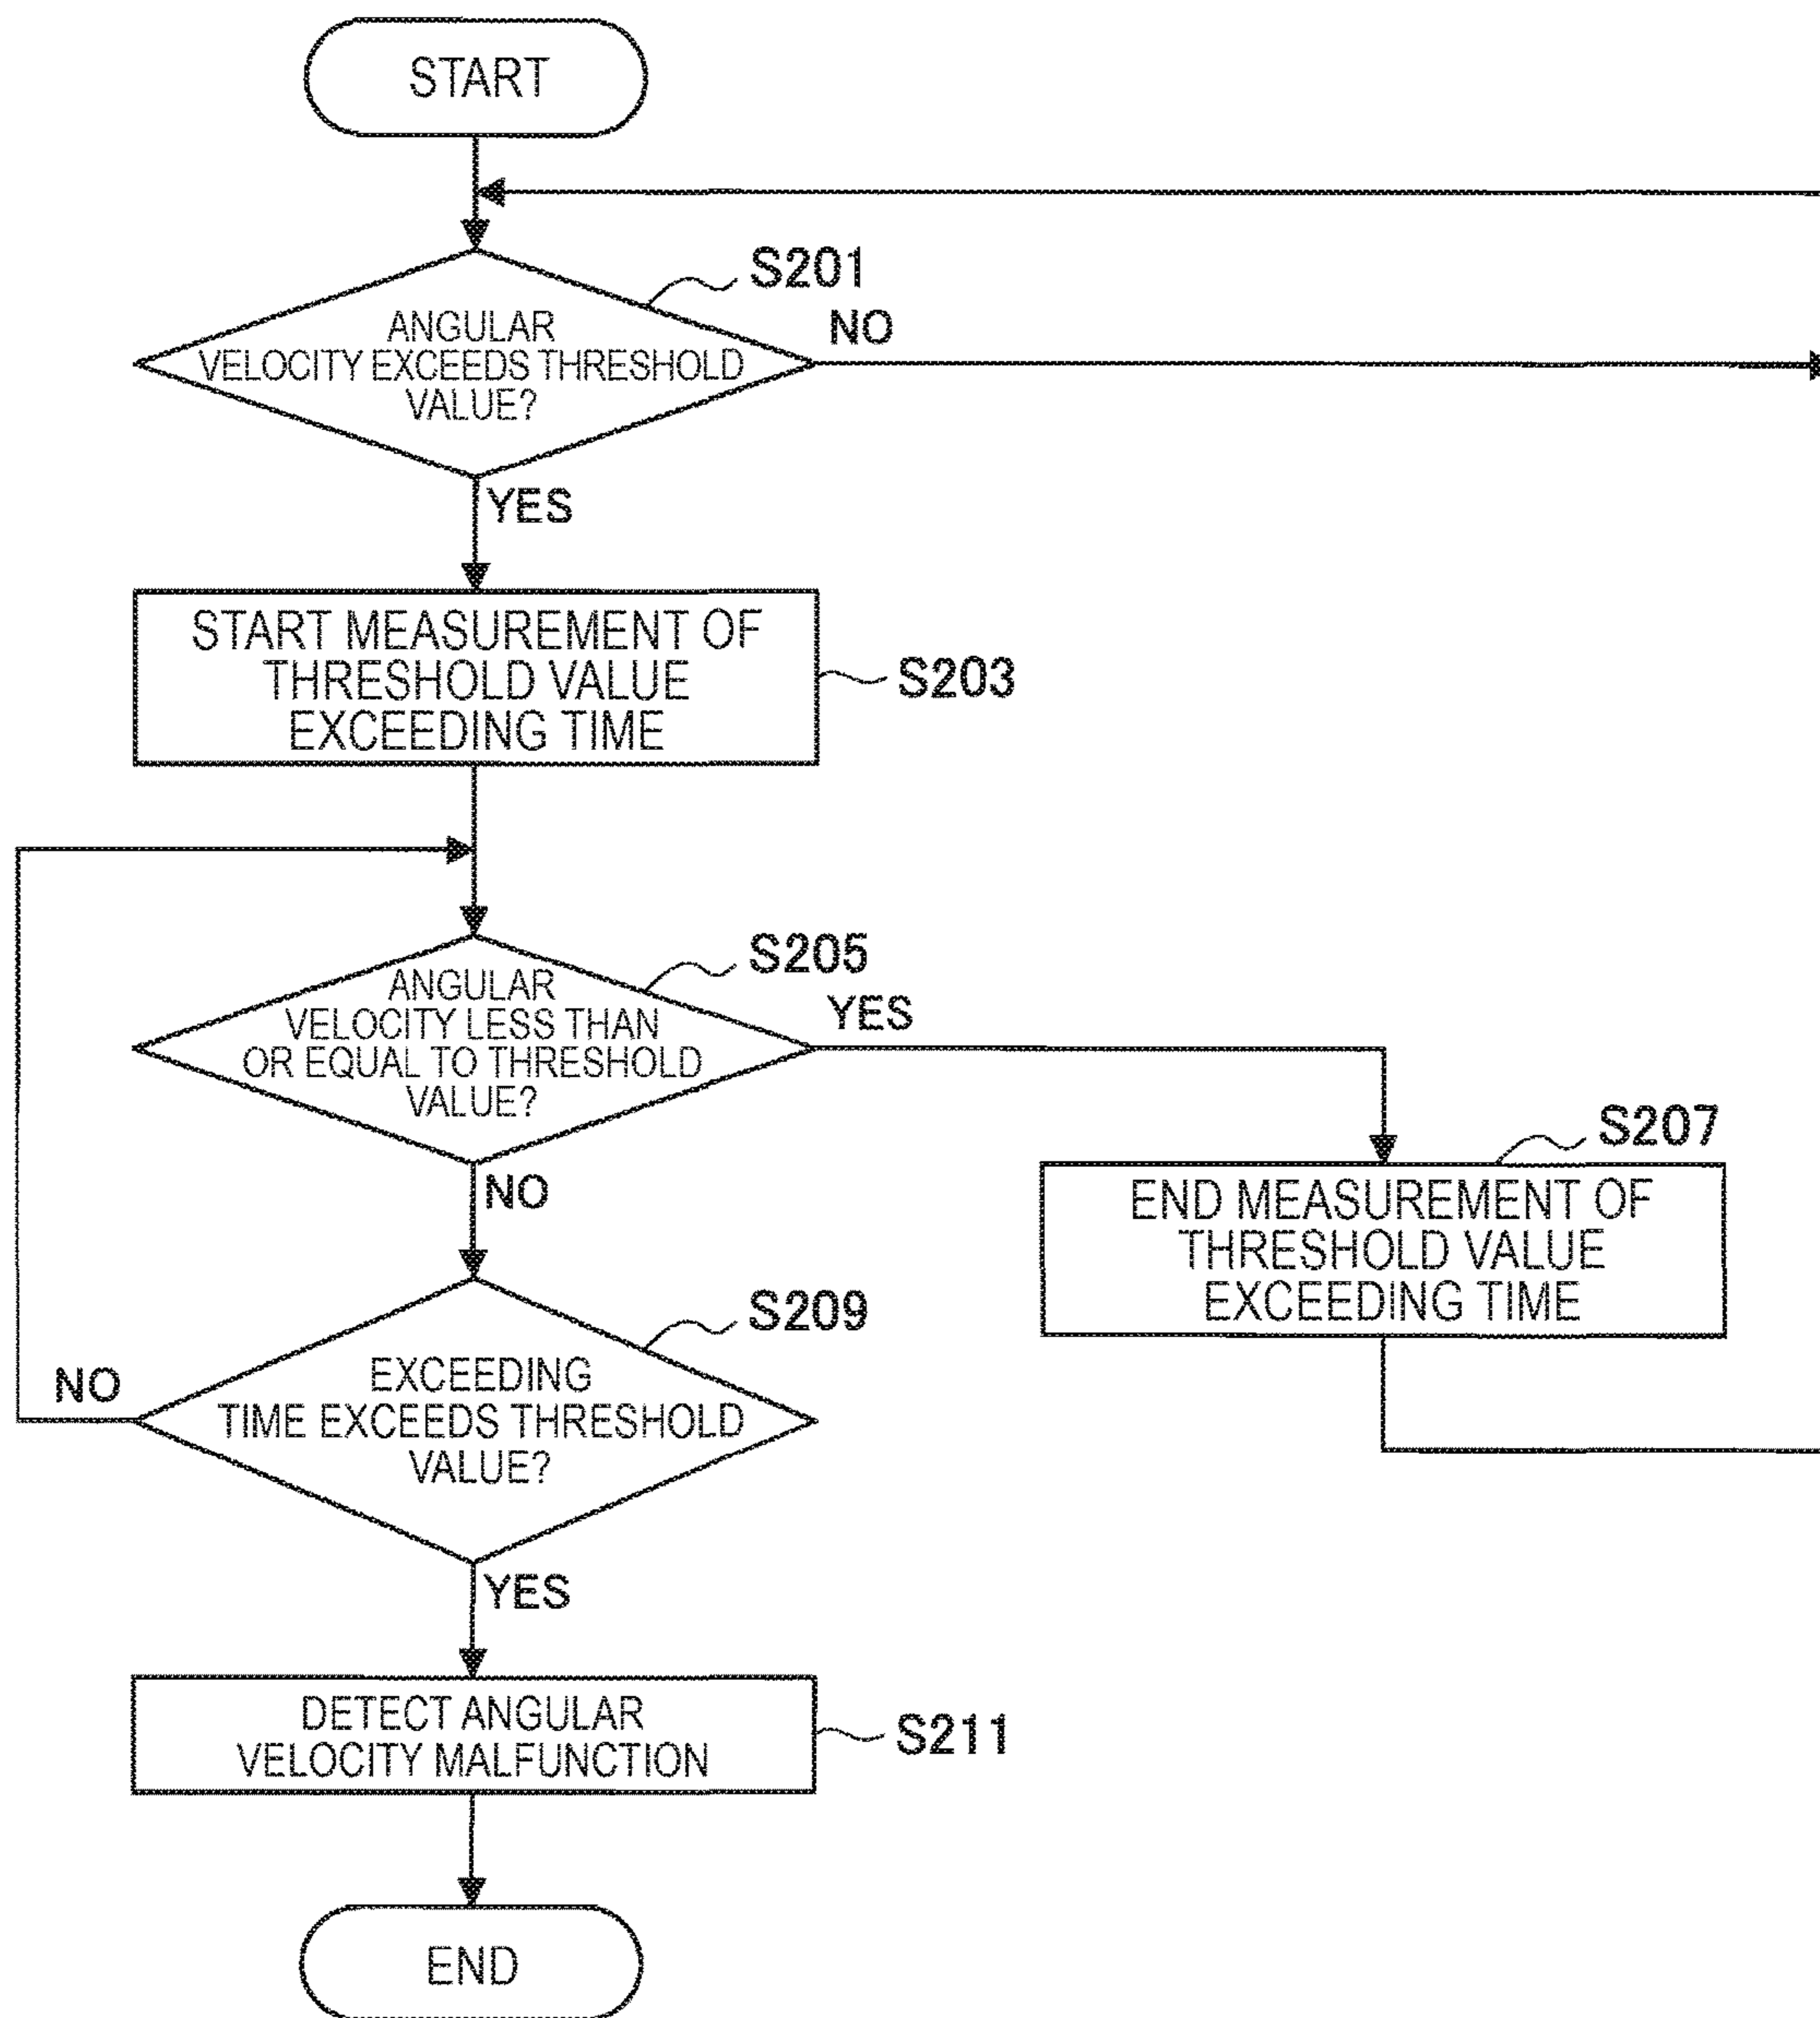 START
S201
ANGULAR
VELOCITY EXCEEDS THRESHOLD
VALUE?
NO
YES
START MEASUREMENT OF
THRESHOLD VALUE
EXCEEDING TIME
S203
S205
ANGULAR
VELOCITY LESS THAN
OR EQUAL TO THRESHOLD
VALUE?
YES
NO
S207
END MEASUREMENT OF
THRESHOLD VALUE
EXCEEDING TIME
S209
EXCEEDING
TIME EXCEEDS THRESHOLD
VALUE?
NO
YES
DETECT ANGULAR
VELOCITY MALFUNCTION
S211
END